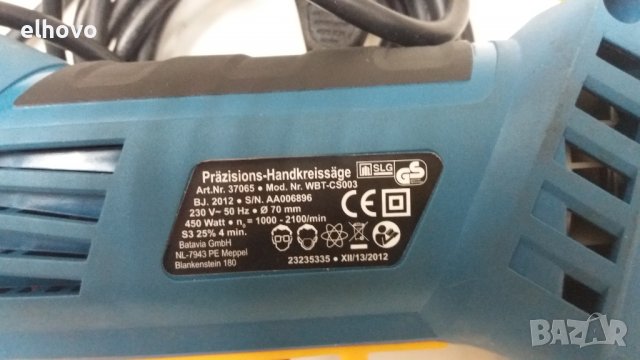 elhovo
Präzisions-Handkreissäge
Art.Nr. 37065 • Mod. Nr. WBT-CS003
BJ. 2012 • S/N. AA006896
230 V~ 50 Hz • Ø 70 mm
450 Watt • n₀ = 1000 - 2100/min
S3 25% 4 min.
Batavia GmbH
NL-7943 PE Meppel
Blankenstein 180
SLG
GS
CE
23235335 • XII/13/2012
BAZAR